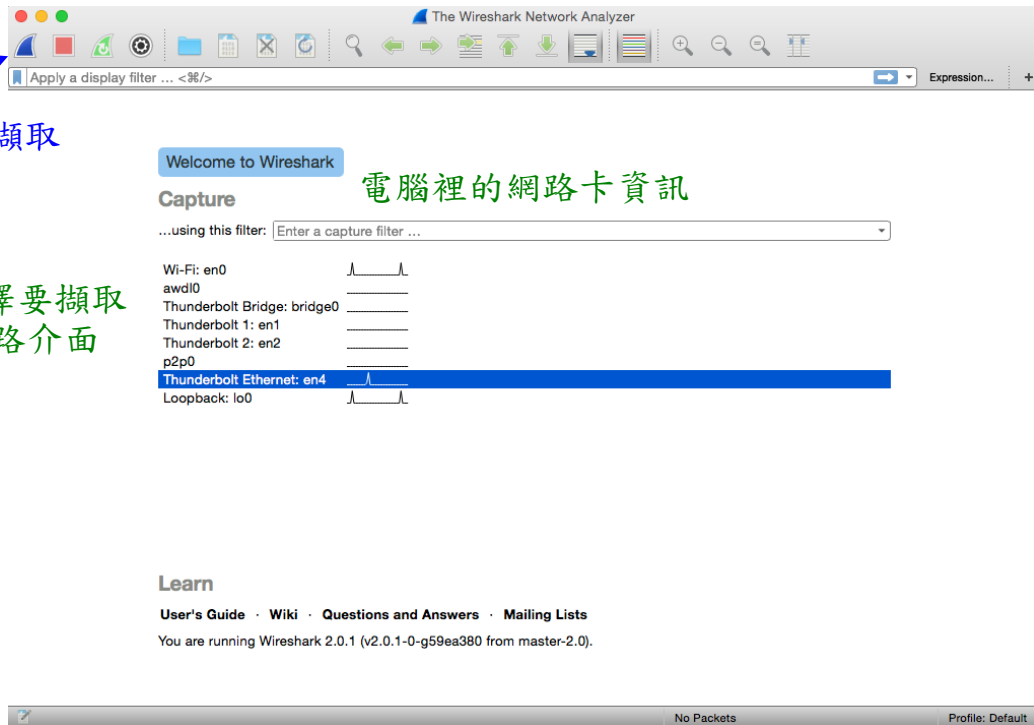 The Wireshark Network Analyzer
Apply a display filter ... <⌘/>
Expression... +
擷取
Welcome to Wireshark
電腦裡的網路卡資訊
Capture
...using this filter: Enter a capture filter ...
Wi-Fi: en0
awdl0
擇要擷取
Thunderbolt Bridge: bridge0
Thunderbolt 1: en1
路介面
Thunderbolt 2: en2
p2p0
Thunderbolt Ethernet: en4
Loopback: lo0
Learn
User's Guide · Wiki · Questions and Answers · Mailing Lists
You are running Wireshark 2.0.1 (v2.0.1-0-g59ea380 from master-2.0).
No Packets
Profile: Default